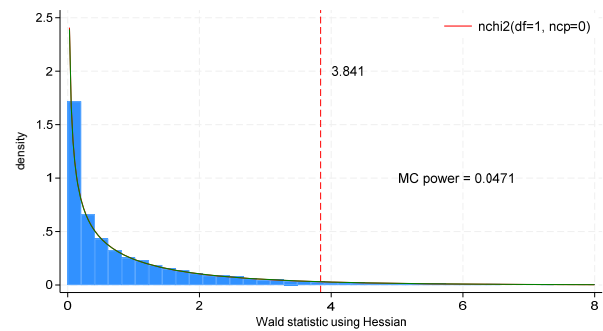 2.5
nchi2(df=1, ncp=0)
2
3.841
1.5
density
1
MC power = 0.0471
.5
0
0 2 4 6 8
Wald statistic using Hessian